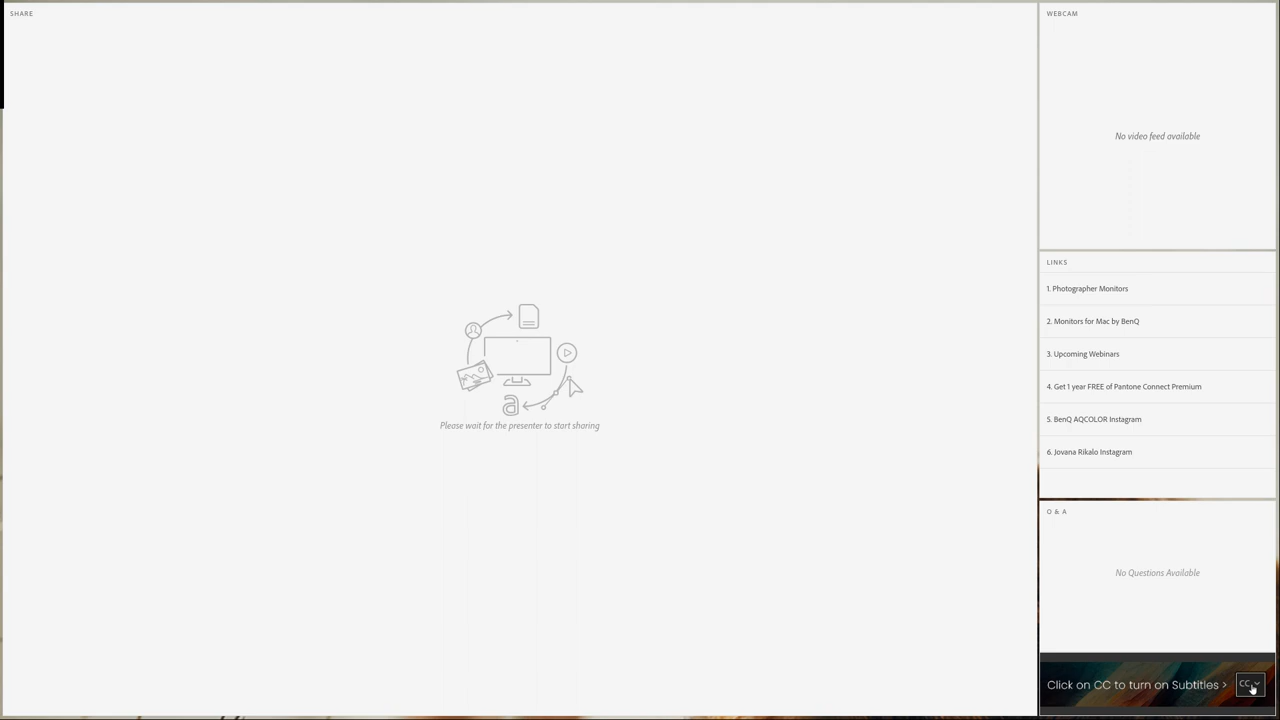 SHARE
Please wait for the presenter to start sharing
WEBCAM
No video feed available
LINKS
1. Photographer Monitors
2. Monitors for Mac by BenQ
3. Upcoming Webinars
4. Get 1 year FREE of Pantone Connect Premium
5. BenQ AQCOLOR Instagram
6. Jovana Rikalo Instagram
Q & A
No Questions Available
Click on CC to turn on Subtitles >
CC